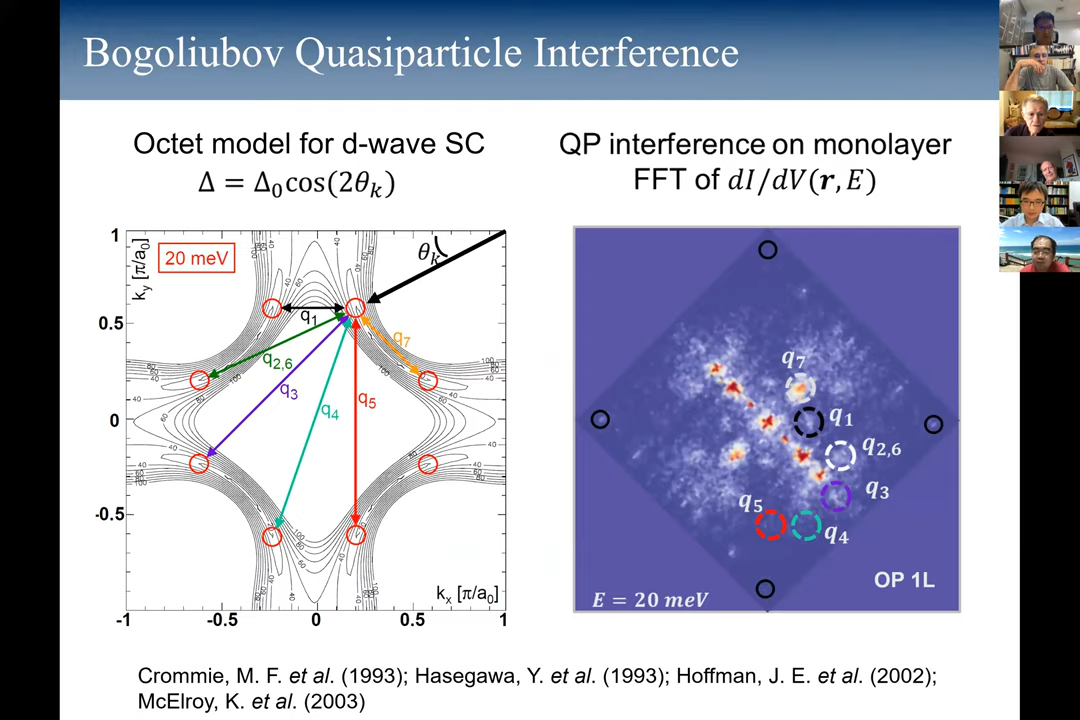 Bogoliubov Quasiparticle Interference
Octet model for d-wave SC
Δ = Δ₀cos(2θₖ)
QP interference on monolayer
FFT of dI/dV(r, E)
1
0.5
0
-0.5
-1
-0.5
0
0.5
1
kᵧ [π/a₀]
kₓ [π/a₀]
20 meV
θₖ
q₁
q₂,₆
q₃
q₄
q₅
q₇
q₇
q₁
q₂,₆
q₃
q₅
q₄
OP 1L
E = 20 meV
Crommie, M. F. et al. (1993); Hasegawa, Y. et al. (1993); Hoffman, J. E. et al. (2002);
McElroy, K. et al. (2003)